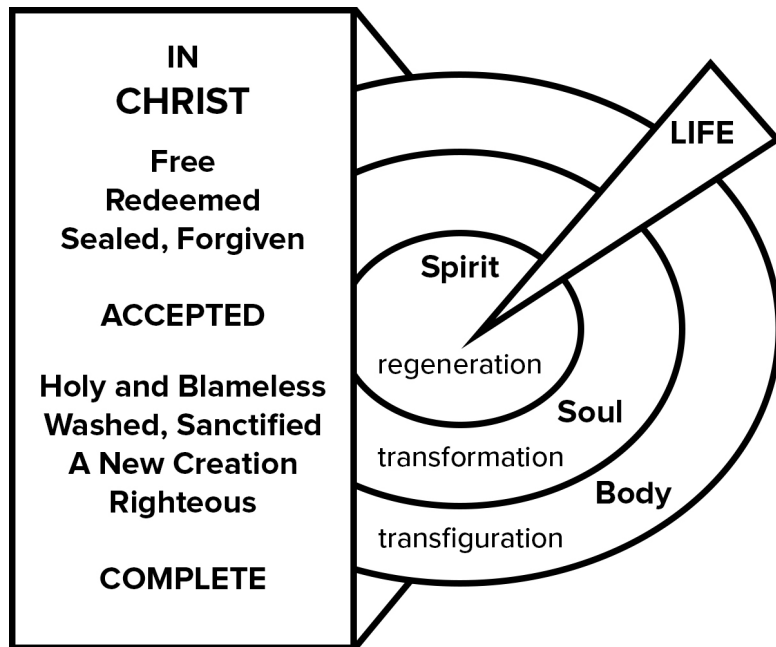 IN
CHRIST
Free
Redeemed
Sealed, Forgiven
ACCEPTED
Holy and Blameless
Washed, Sanctified
A New Creation
Righteous
COMPLETE
LIFE
Spirit
regeneration
Soul
transformation
Body
transfiguration